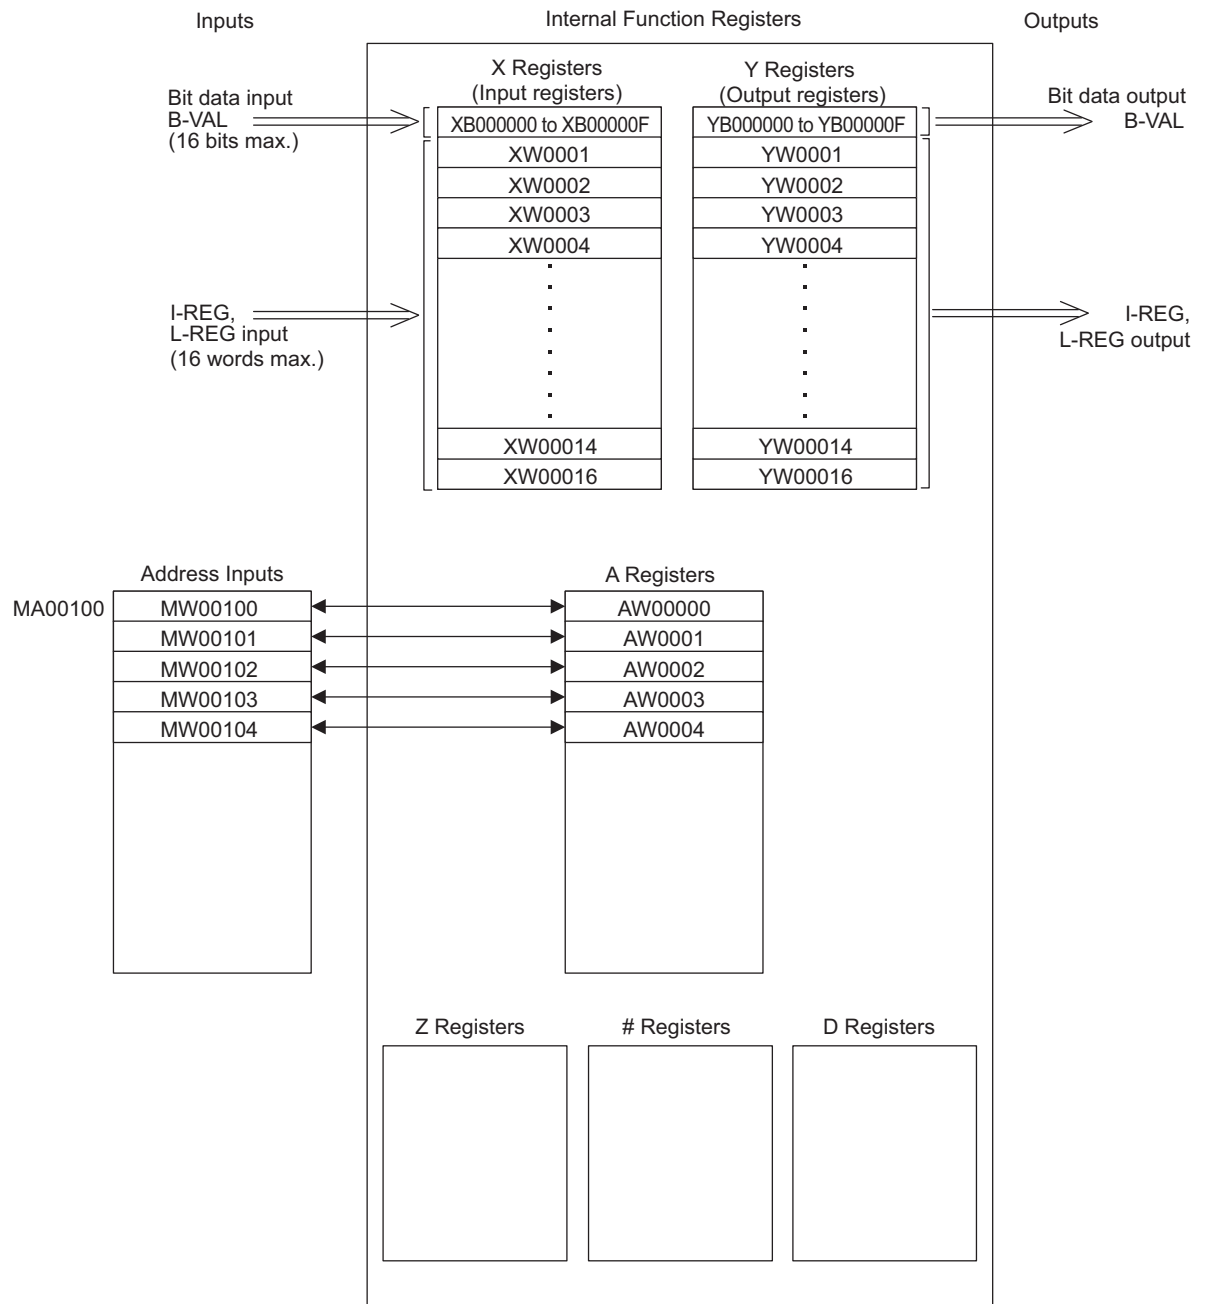 Inputs
Internal Function Registers
Outputs
X Registers
(Input registers)
Y Registers
(Output registers)
Bit data input
B-VAL
(16 bits max.)
XB000000 to XB00000F
YB000000 to YB00000F
Bit data output
B-VAL
XW0001
YW0001
XW0002
YW0002
XW0003
YW0003
XW0004
YW0004
I-REG,
L-REG input
(16 words max.)
I-REG,
L-REG output
XW00014
YW00014
XW00016
YW00016
Address Inputs
A Registers
MA00100
MW00100
AW00000
MW00101
AW0001
MW00102
AW0002
MW00103
AW0003
MW00104
AW0004
Z Registers
# Registers
D Registers